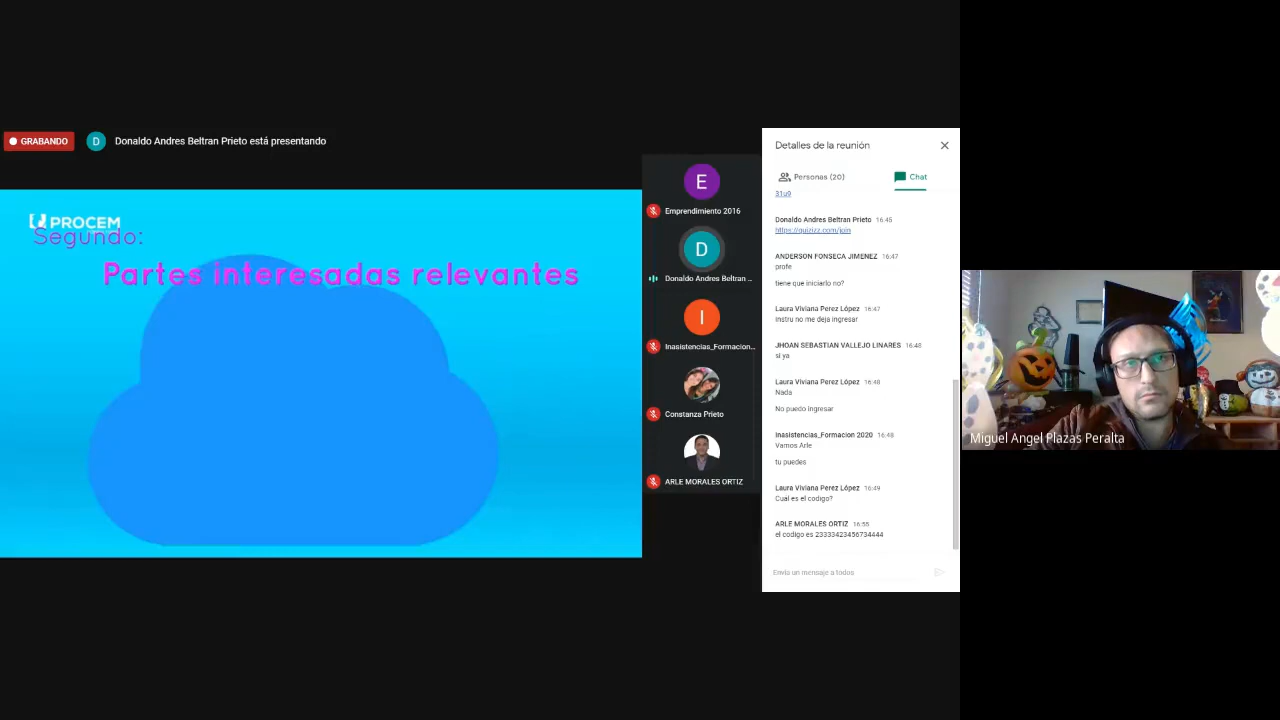 GRABANDO
D
Donaldo Andres Beltran Prieto está presentando
PROCEM
Segundo:
Partes interesadas relevantes
E
Emprendimiento 2016
D
Donaldo Andres Beltran ...
I
Inasistencias_Formacion...
Constanza Prieto
ARLE MORALES ORTIZ
Detalles de la reunión
Personas (20)
Chat
31u9
Donaldo Andres Beltran Prieto 16:45
https://quizizz.com/join
ANDERSON FONSECA JIMENEZ 16:47
profe
tiene que iniciarlo no?
Laura Viviana Perez López 16:47
Instru no me deja ingresar
JHOAN SEBASTIAN VALLEJO LINARES 16:48
si ya
Laura Viviana Perez López 16:48
Nada
No puedo ingresar
Inasistencias_Formacion 2020 16:48
Vamos Arle
tu puedes
Laura Viviana Perez López 16:49
Cuál es el codigo?
ARLE MORALES ORTIZ 16:55
el codigo es 23333423456734444
Envía un mensaje a todos
Miguel Angel Plazas Peralta